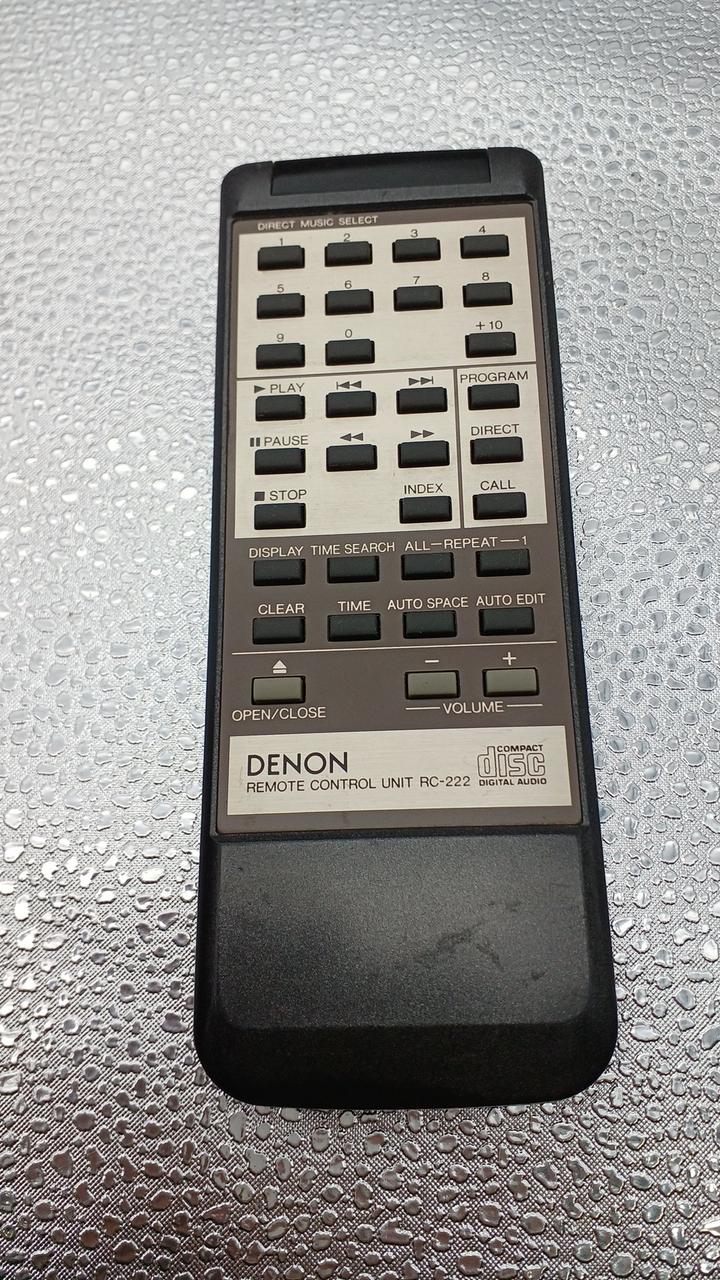 DIRECT MUSIC SELECT
1 2 3 4
5 6 7 8
9 0 +10
▶ PLAY ⏮ ⏭ PROGRAM
⏸ PAUSE ◀◀ ▶▶ DIRECT
■ STOP INDEX CALL
DISPLAY TIME SEARCH ALL—REPEAT—1
CLEAR TIME AUTO SPACE AUTO EDIT
⏏ − +
OPEN/CLOSE VOLUME
DENON
REMOTE CONTROL UNIT RC-222
COMPACT
disc
DIGITAL AUDIO